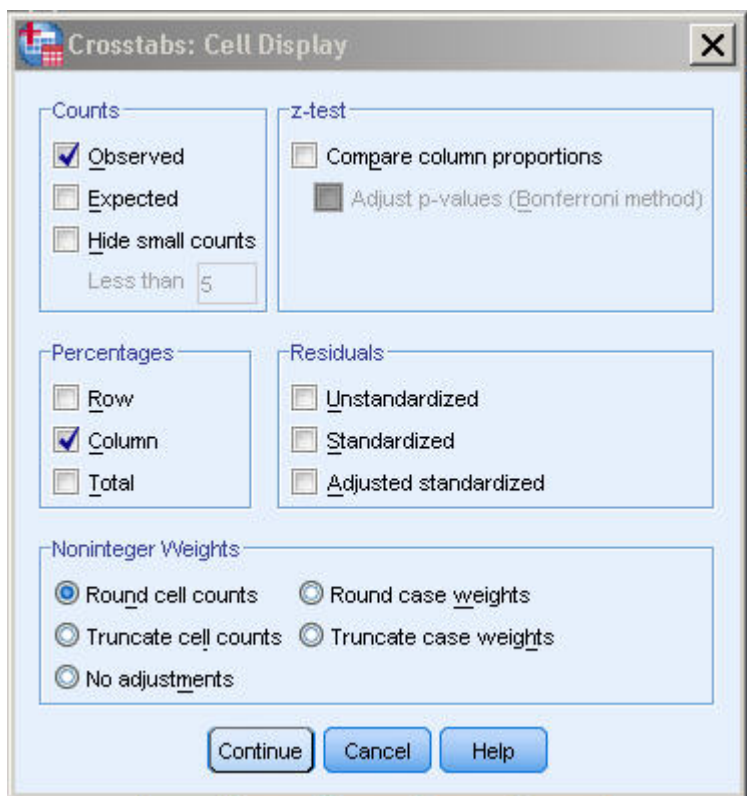 Crosstabs: Cell Display
Counts
Observed
Expected
Hide small counts
Less than 5
z-test
Compare column proportions
Adjust p-values (Bonferroni method)
Percentages
Row
Column
Total
Residuals
Unstandardized
Standardized
Adjusted standardized
Noninteger Weights
Round cell counts
Round case weights
Truncate cell counts
Truncate case weights
No adjustments
Continue
Cancel
Help